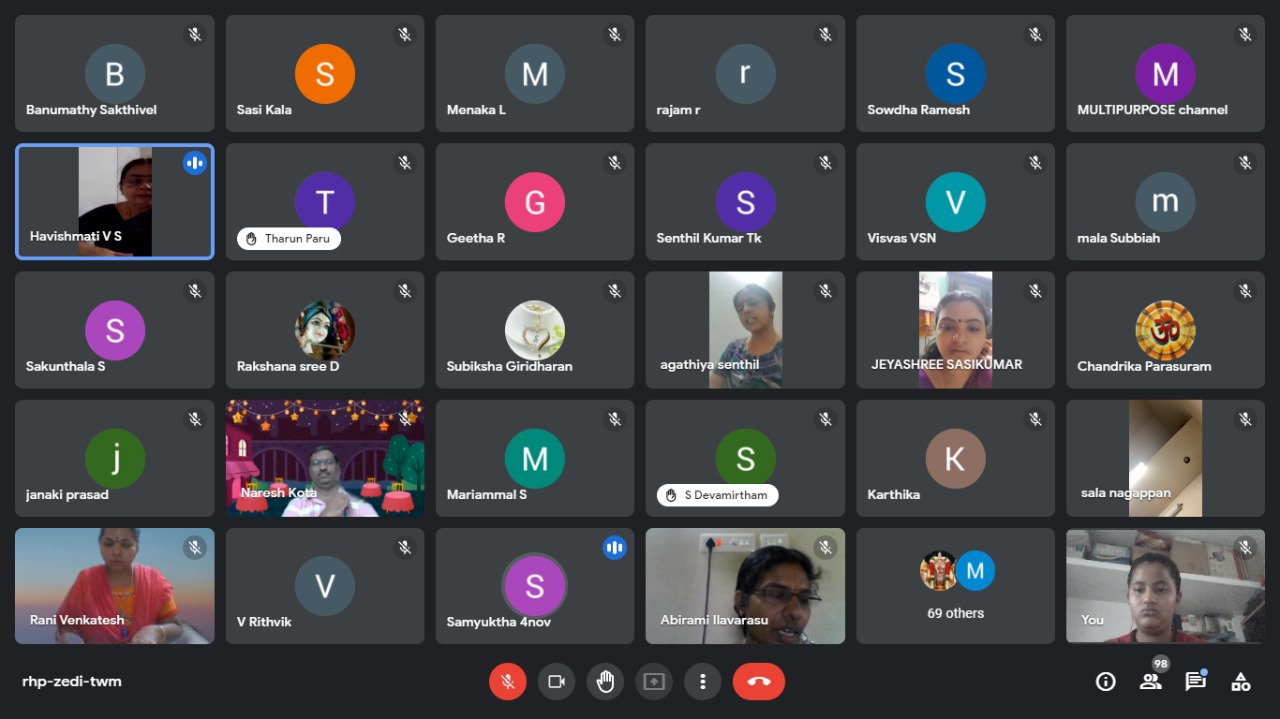 B
Banumathy Sakthivel
S
Sasi Kala
M
Menaka L
r
rajam r
S
Sowdha Ramesh
M
MULTIPURPOSE channel
Havishmati V S
T
Tharun Paru
G
Geetha R
S
Senthil Kumar Tk
V
Visvas VSN
m
mala Subbiah
S
Sakunthala S
Rakshana sree D
Subiksha Giridharan
agathiya senthil
JEYASHREE SASIKUMAR
ॐ
Chandrika Parasuram
j
janaki prasad
Naresh Kota
M
Mariammal S
S
S Devamirtham
K
Karthika
sala nagappan
Rani Venkatesh
V
V Rithvik
S
Samyuktha 4nov
Abirami Ilavarasu
M
69 others
You
rhp-zedi-twm
98